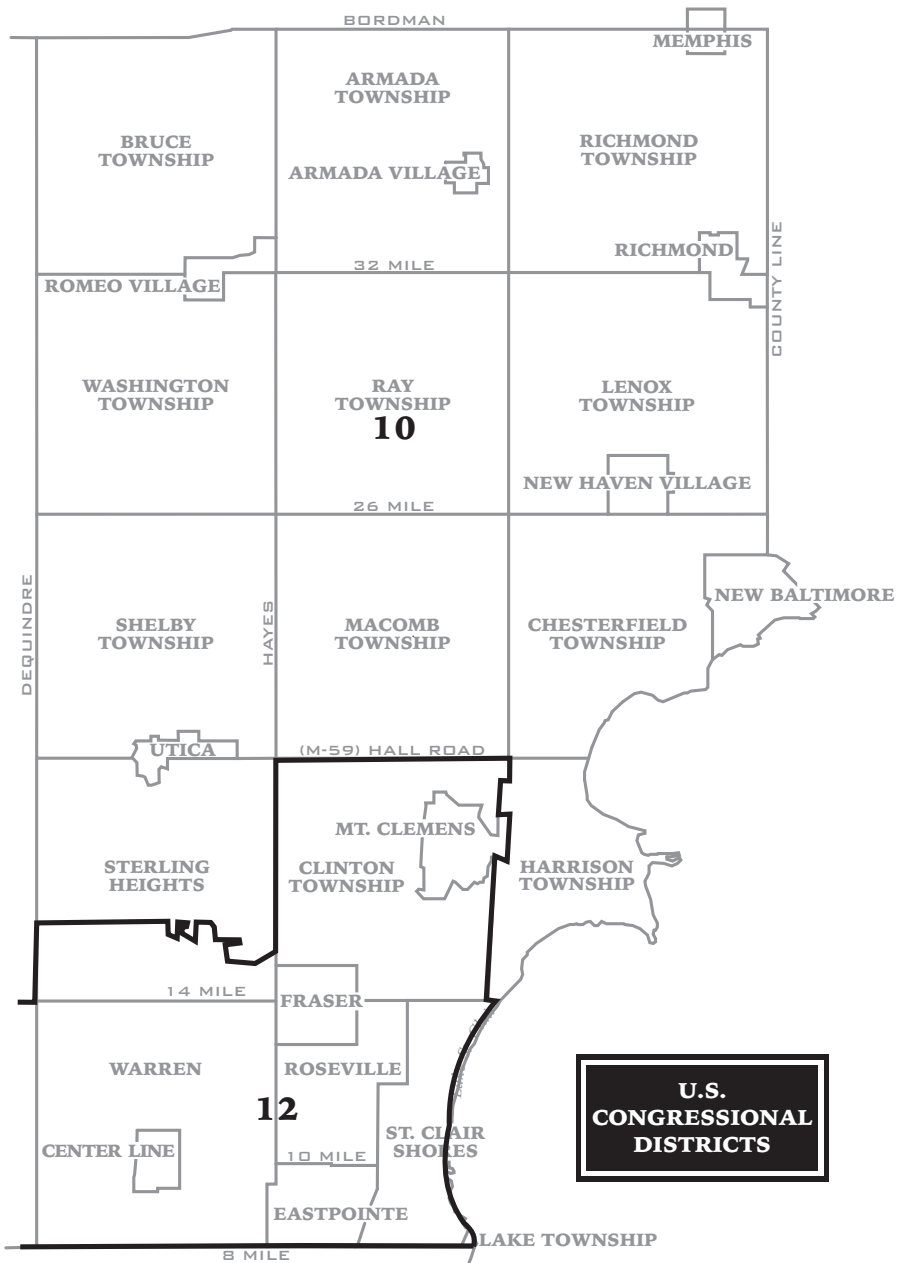 BORDMAN
MEMPHIS
ARMADA
TOWNSHIP
BRUCE
TOWNSHIP
RICHMOND
TOWNSHIP
ARMADA VILLAGE
RICHMOND
COUNTY LINE
32 MILE
ROMEO VILLAGE
WASHINGTON
TOWNSHIP
RAY
TOWNSHIP
10
LENOX
TOWNSHIP
NEW HAVEN VILLAGE
26 MILE
DEQUINDRE
HAYES
NEW BALTIMORE
SHELBY
TOWNSHIP
MACOMB
TOWNSHIP
CHESTERFIELD
TOWNSHIP
UTICA
(M-59) HALL ROAD
MT. CLEMENS
STERLING
HEIGHTS
CLINTON
TOWNSHIP
HARRISON
TOWNSHIP
14 MILE
FRASER
WARREN
ROSEVILLE
12
ST. CLAIR
SHORES
CENTER LINE
10 MILE
EASTPOINTE
LAKE TOWNSHIP
8 MILE
U.S.
CONGRESSIONAL
DISTRICTS